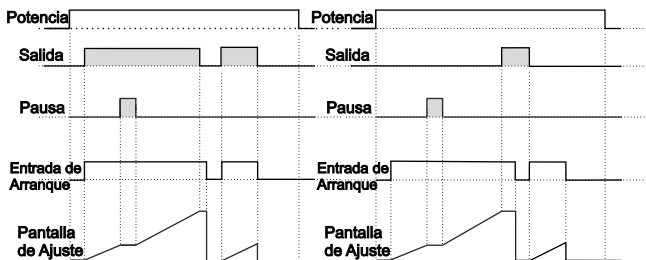 Potencia
Potencia
Salida
Salida
Pausa
Pausa
Entrada de
Arranque
Entrada de
Arranque
Pantalla
de Ajuste
Pantalla
de Ajuste